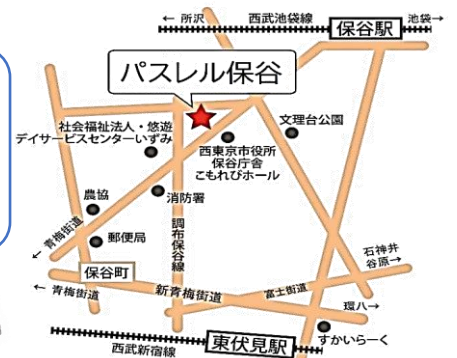 ← 所沢
西武池袋線
保谷駅
池袋→
パスレル保谷
社会福祉法人・悠遊
デイサービスセンターいずみ
文理台公園
西東京市役所
保谷庁舎
こもれびホール
消防署
農協
郵便局
← 青梅街道
調布保谷線
保谷町
← 青梅街道
新青梅街道
富士街道
石神井
谷原→
環八→
すかいらーく
西武新宿線
東伏見駅